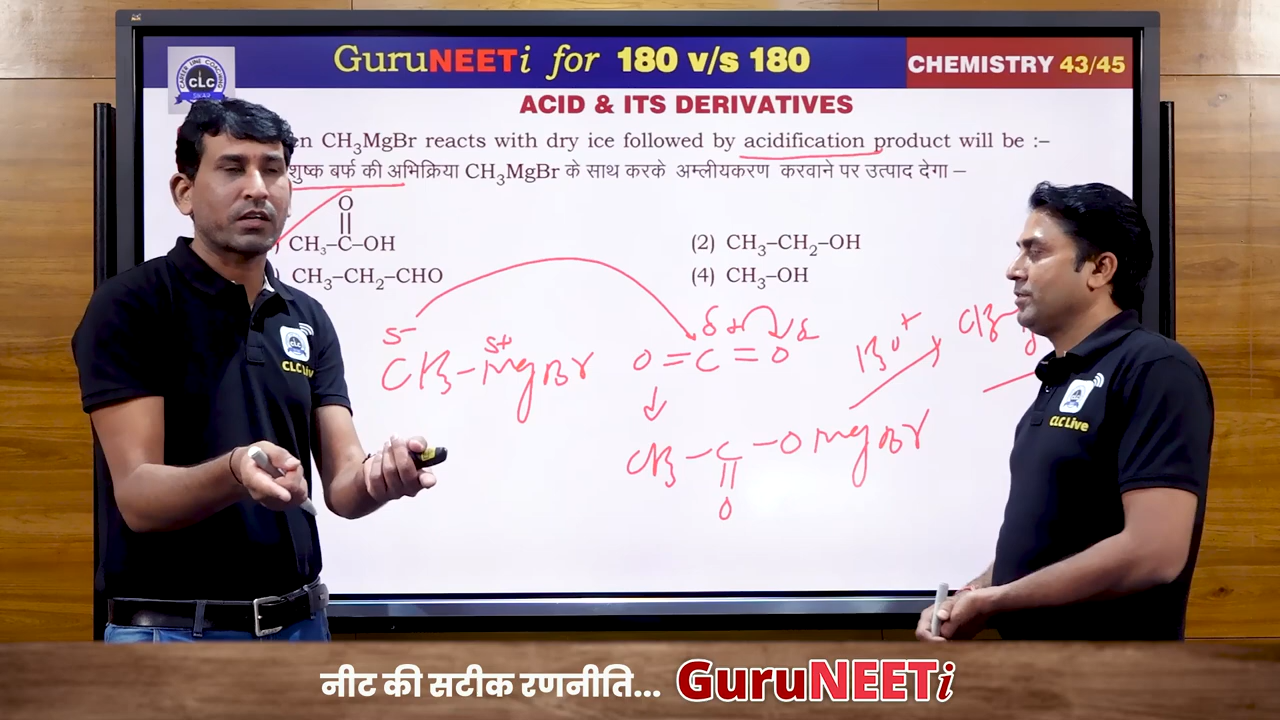 GuruNEETi for 180 v/s 180
CHEMISTRY 43/45
CLC
ACID & ITS DERIVATIVES
CH₃MgBr reacts with dry ice followed by acidification product will be :–
शुष्क बर्फ की अभिक्रिया CH₃MgBr के साथ करके अम्लीयकरण करवाने पर उत्पाद देगा –
O
CH₃–C–OH
(2) CH₃–CH₂–OH
CH₃–CH₂–CHO
(4) CH₃–OH
δ- δ+
CH₃–MgBr
δ+
O=C=O
H₃O⁺
CH₃
CH₃–C–OMgBr
O
CLC Live
CLC Live
नीट की सटीक रणनीति... GuruNEETi